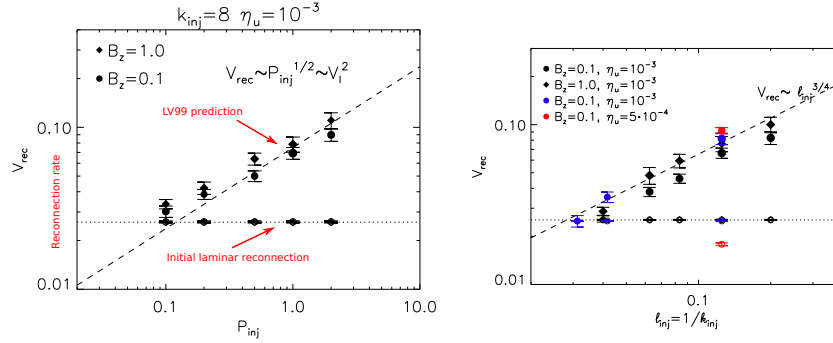 k_inj=8 η_u=10^-3
B_z=1.0
B_z=0.1
V_rec~P_inj^1/2~V_l^2
LV99 prediction
0.10
V_rec
Reconnection rate
Initial laminar reconnection
0.01
0.1
1.0
10.0
P_inj
B_z=0.1, η_u=10^-3
B_z=1.0, η_u=10^-3
B_z=0.1, η_u=10^-3
B_z=0.1, η_u=5·10^-4
V_rec~ ℓ_inj^3/4
0.10
V_rec
0.01
0.1
ℓ_inj=1/k_inj